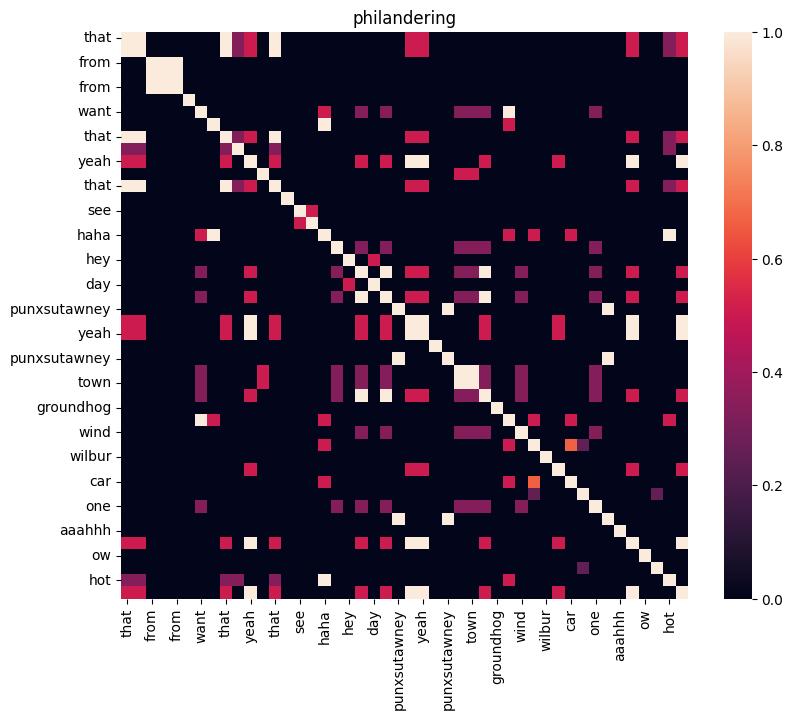 philandering
that
from
from
want
that
yeah
that
see
haha
hey
day
punxsutawney
yeah
punxsutawney
town
groundhog
wind
wilbur
car
one
aaahhh
ow
hot
1.0
0.8
0.6
0.4
0.2
0.0
that
from
from
want
that
yeah
that
see
haha
hey
day
punxsutawney
yeah
punxsutawney
town
groundhog
wind
wilbur
car
one
aaahhh
ow
hot